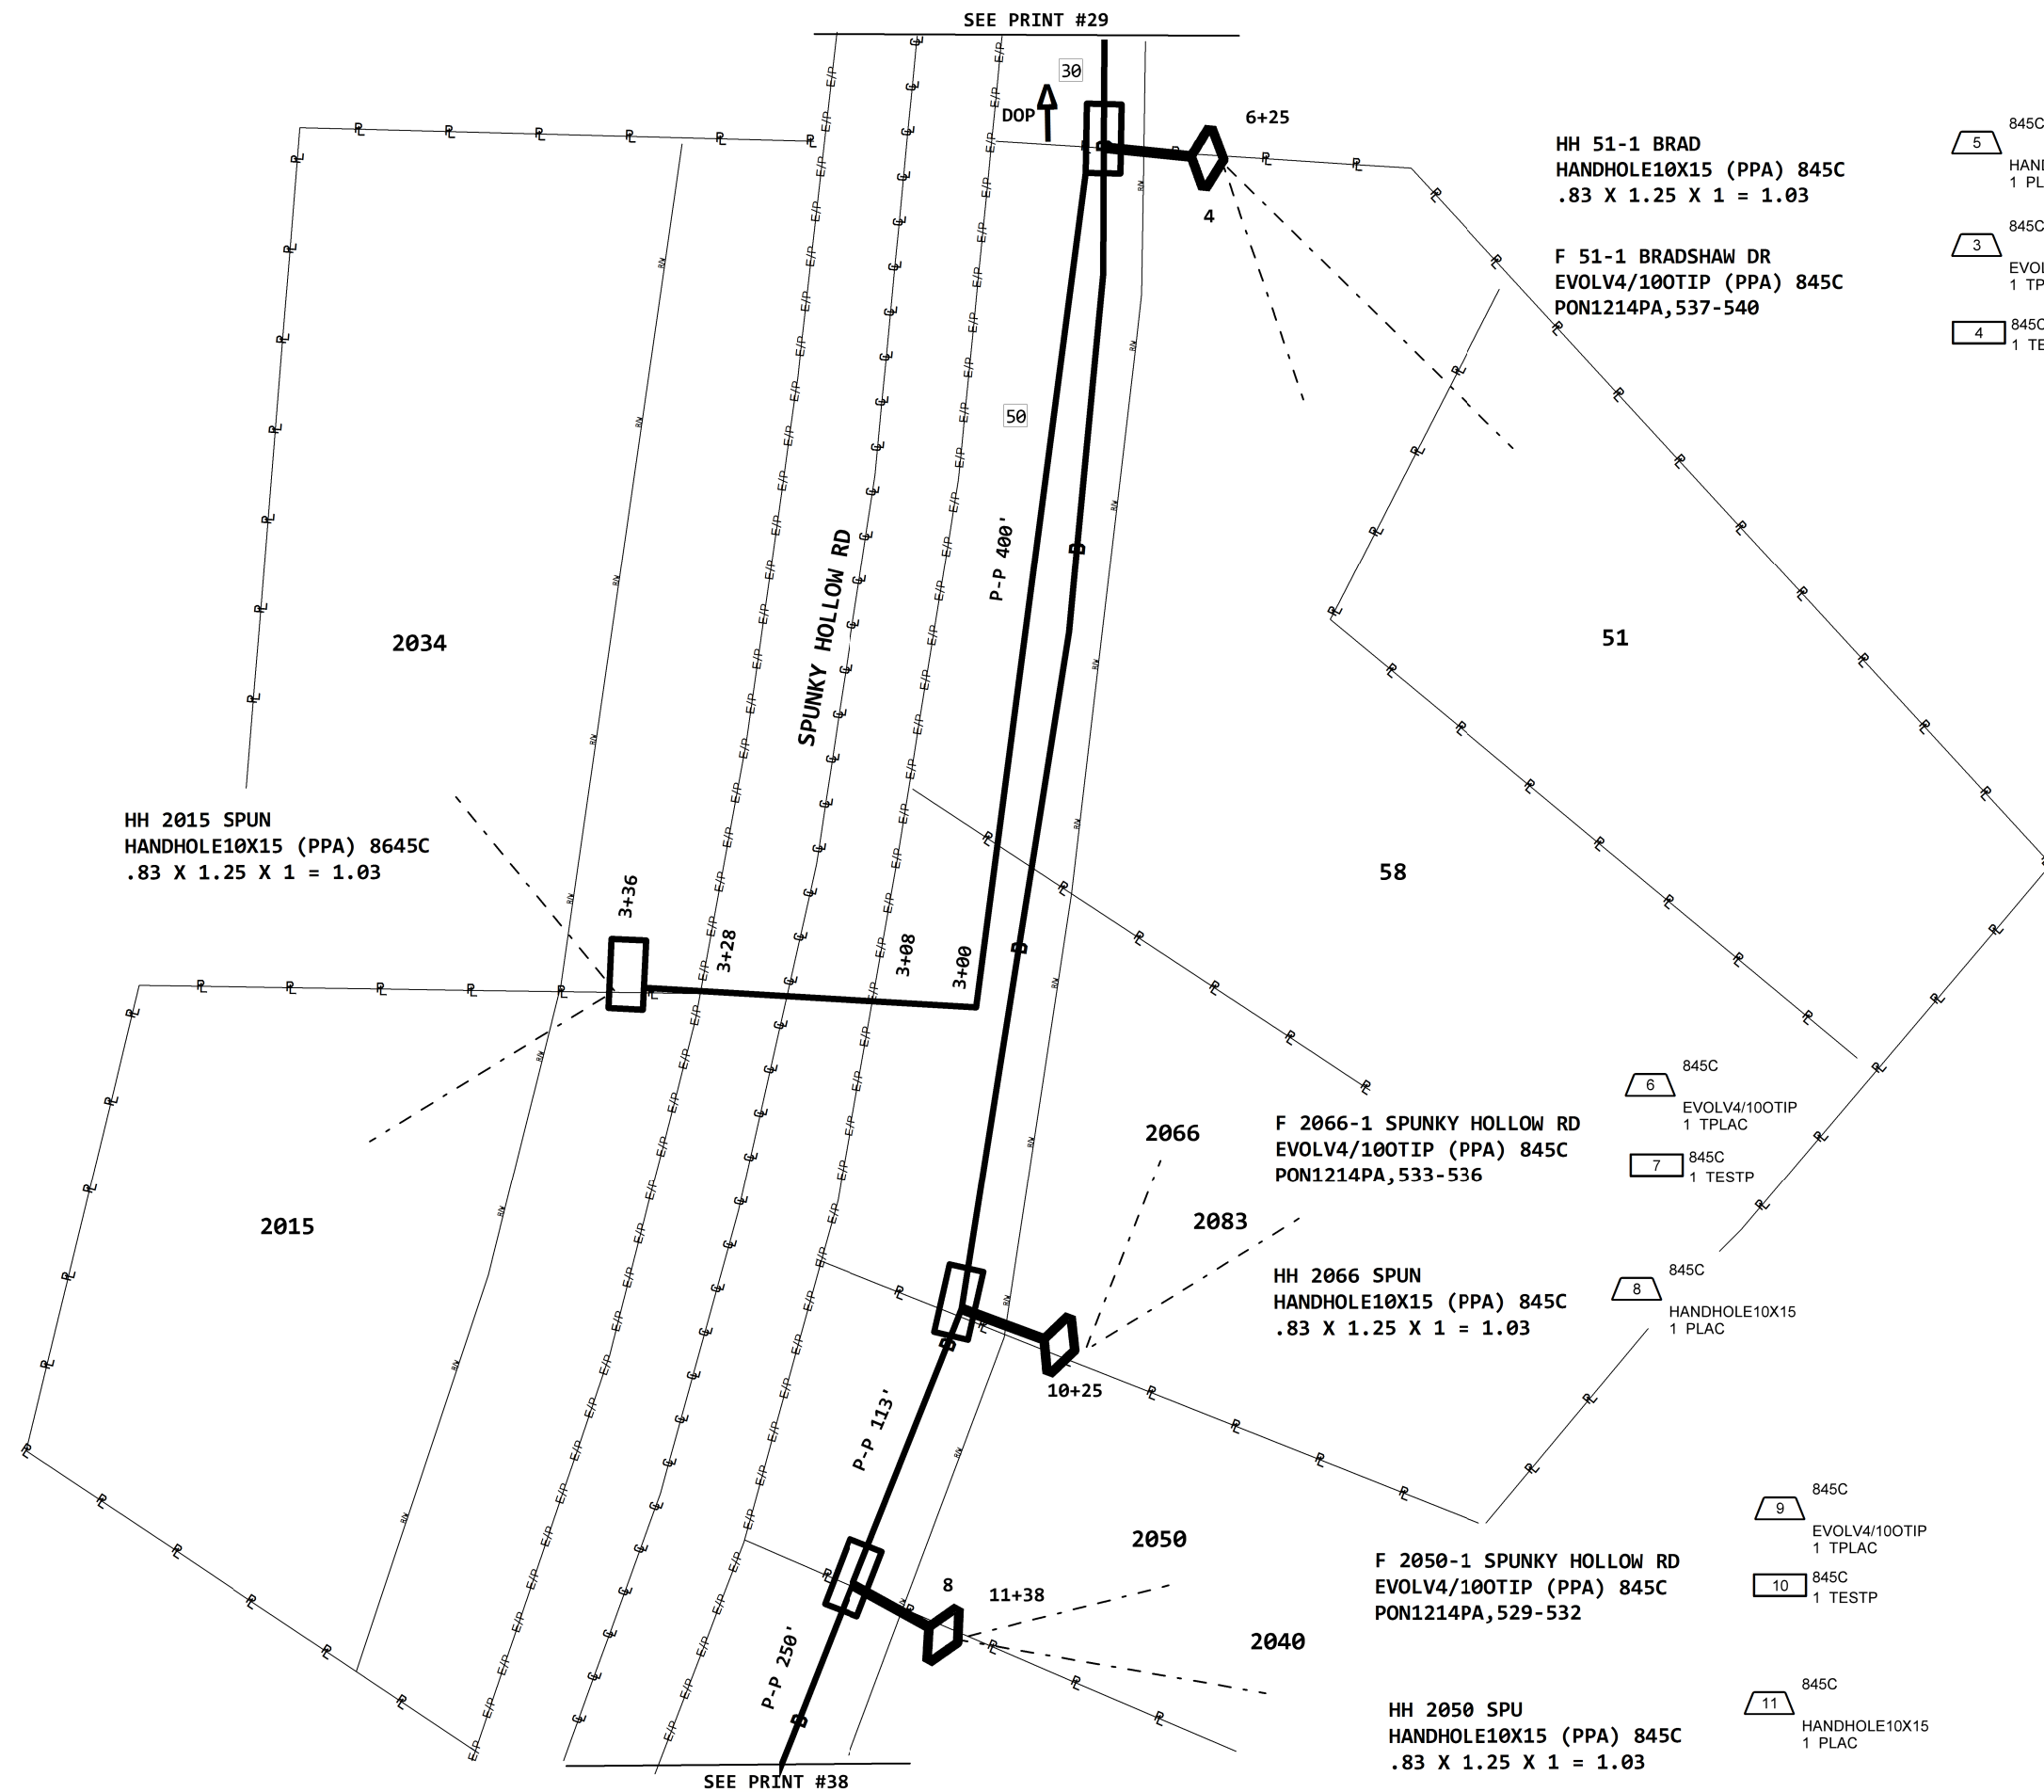 SEE PRINT #29
30
DOP
6+25
4
HH 51-1 BRAD
HANDHOLE10X15 (PPA) 845C
.83 X 1.25 X 1 = 1.03
F 51-1 BRADSHAW DR
EVOLV4/10OTIP (PPA) 845C
PON1214PA,537-540
845C
5
HAND
1 PL
845C
3
EVOL
1 TP
4
845C
1 TE
50
P-P 400'
SPUNKY HOLLOW RD
2034
51
58
HH 2015 SPUN
HANDHOLE10X15 (PPA) 8645C
.83 X 1.25 X 1 = 1.03
3+36
3+28
3+08
3+00
2015
2066
2083
F 2066-1 SPUNKY HOLLOW RD
EVOLV4/10OTIP (PPA) 845C
PON1214PA,533-536
6
845C
EVOLV4/10OTIP
1 TPLAC
7
845C
1 TESTP
HH 2066 SPUN
HANDHOLE10X15 (PPA) 845C
.83 X 1.25 X 1 = 1.03
8
845C
HANDHOLE10X15
1 PLAC
10+25
P-P 113'
2050
8
11+38
2040
F 2050-1 SPUNKY HOLLOW RD
EVOLV4/10OTIP (PPA) 845C
PON1214PA,529-532
9
845C
EVOLV4/10OTIP
1 TPLAC
10
845C
1 TESTP
P-P 250'
HH 2050 SPU
HANDHOLE10X15 (PPA) 845C
.83 X 1.25 X 1 = 1.03
11
845C
HANDHOLE10X15
1 PLAC
SEE PRINT #38